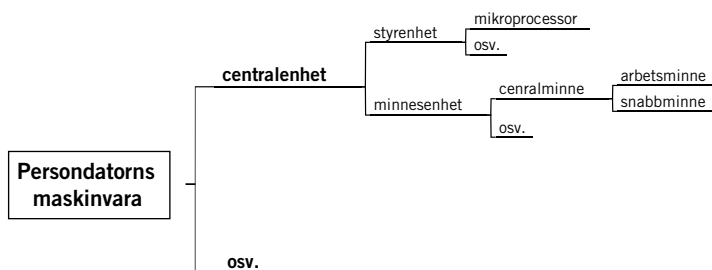 mikroprocessor
styrenhet
osv.
centralenhet
arbetsminne
cenralminne
minnesenhet
snabbminne
osv.
Persondatorns
maskinvara
osv.